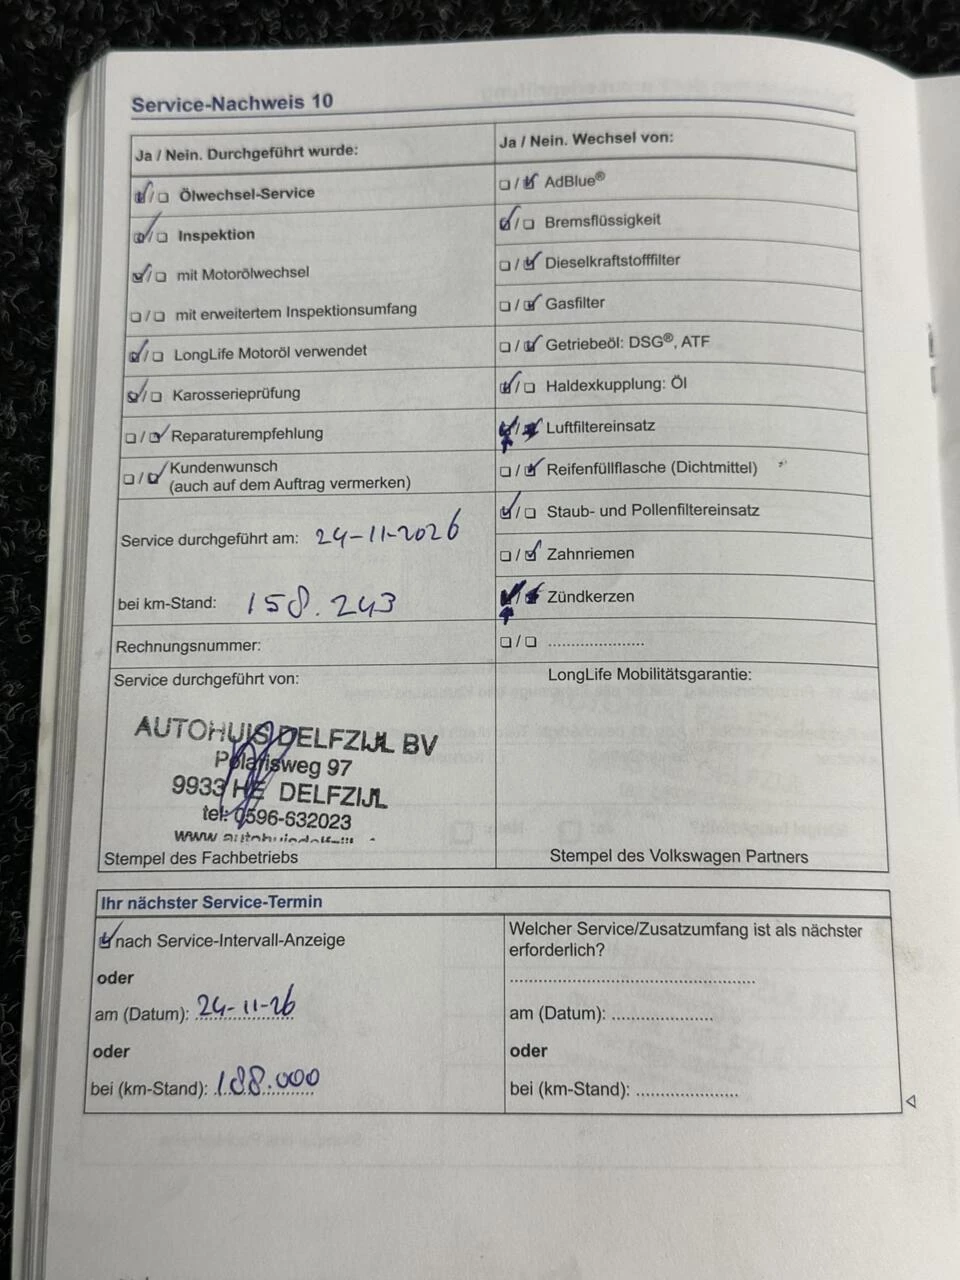 Service-Nachweis 10
Ja / Nein. Durchgeführt wurde:
Ölwechsel-Service
Inspektion
mit Motorölwechsel
mit erweitertem Inspektionsumfang
LongLife Motoröl verwendet
Karosserieprüfung
Reparaturempfehlung
Kundenwunsch
(auch auf dem Auftrag vermerken)
Service durchgeführt am: 24-11-2026
bei km-Stand: 158.243
Rechnungsnummer:
Service durchgeführt von:
AUTOHUIS DELFZIJL BV
Polarisweg 97
9933 HE DELFZIJL
tel: 0596-632023
www
Stempel des Fachbetriebs
Ja / Nein. Wechsel von:
AdBlue®
Bremsflüssigkeit
Dieselkraftstofffilter
Gasfilter
Getriebeöl: DSG®, ATF
Haldexkupplung: Öl
Luftfiltereinsatz
Reifenfüllflasche (Dichtmittel)
Staub- und Pollenfiltereinsatz
Zahnriemen
Zündkerzen
.....................
LongLife Mobilitätsgarantie:
Stempel des Volkswagen Partners
Ihr nächster Service-Termin
nach Service-Intervall-Anzeige
oder
am (Datum): 24-11-26
oder
bei (km-Stand): 188.000
Welcher Service/Zusatzumfang ist als nächster
erforderlich?
.....................................................
am (Datum): ......................
oder
bei (km-Stand): ......................